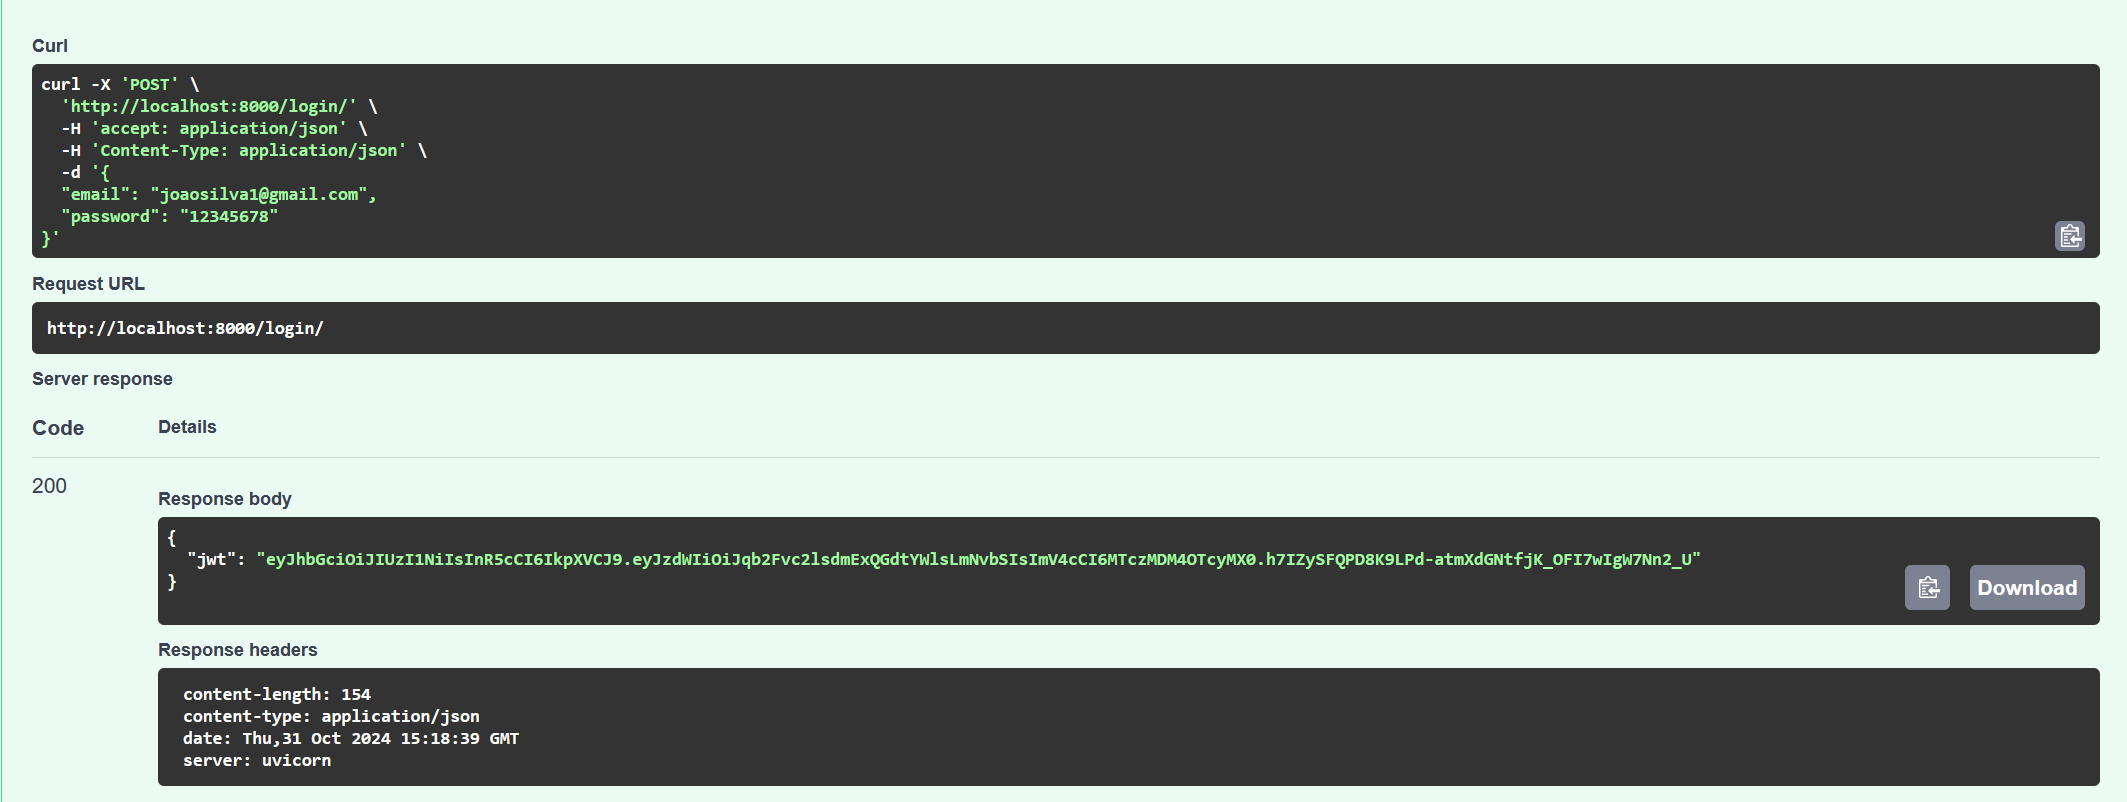 Curl
curl -X 'POST' \
'http://localhost:8000/login/' \
-H 'accept: application/json' \
-H 'Content-Type: application/json' \
-d '{
"email": "joaosilva1@gmail.com",
"password": "12345678"
}'
Request URL
http://localhost:8000/login/
Server response
Code Details
200
Response body
{
"jwt": "eyJhbGciOiJIUzI1NiIsInR5cCI6IkpXVCJ9.eyJzdWIiOiJqb2Fvc2lsdmExQGdtYWlsLmNvbSIsImV4cCI6MTczMDM4OTcyMX0.h7IZySFQPD8K9LPd-atmXdGNtfjK_OFI7wIgW7Nn2_U"
}
Download
Response headers
content-length: 154
content-type: application/json
date: Thu,31 Oct 2024 15:18:39 GMT
server: uvicorn